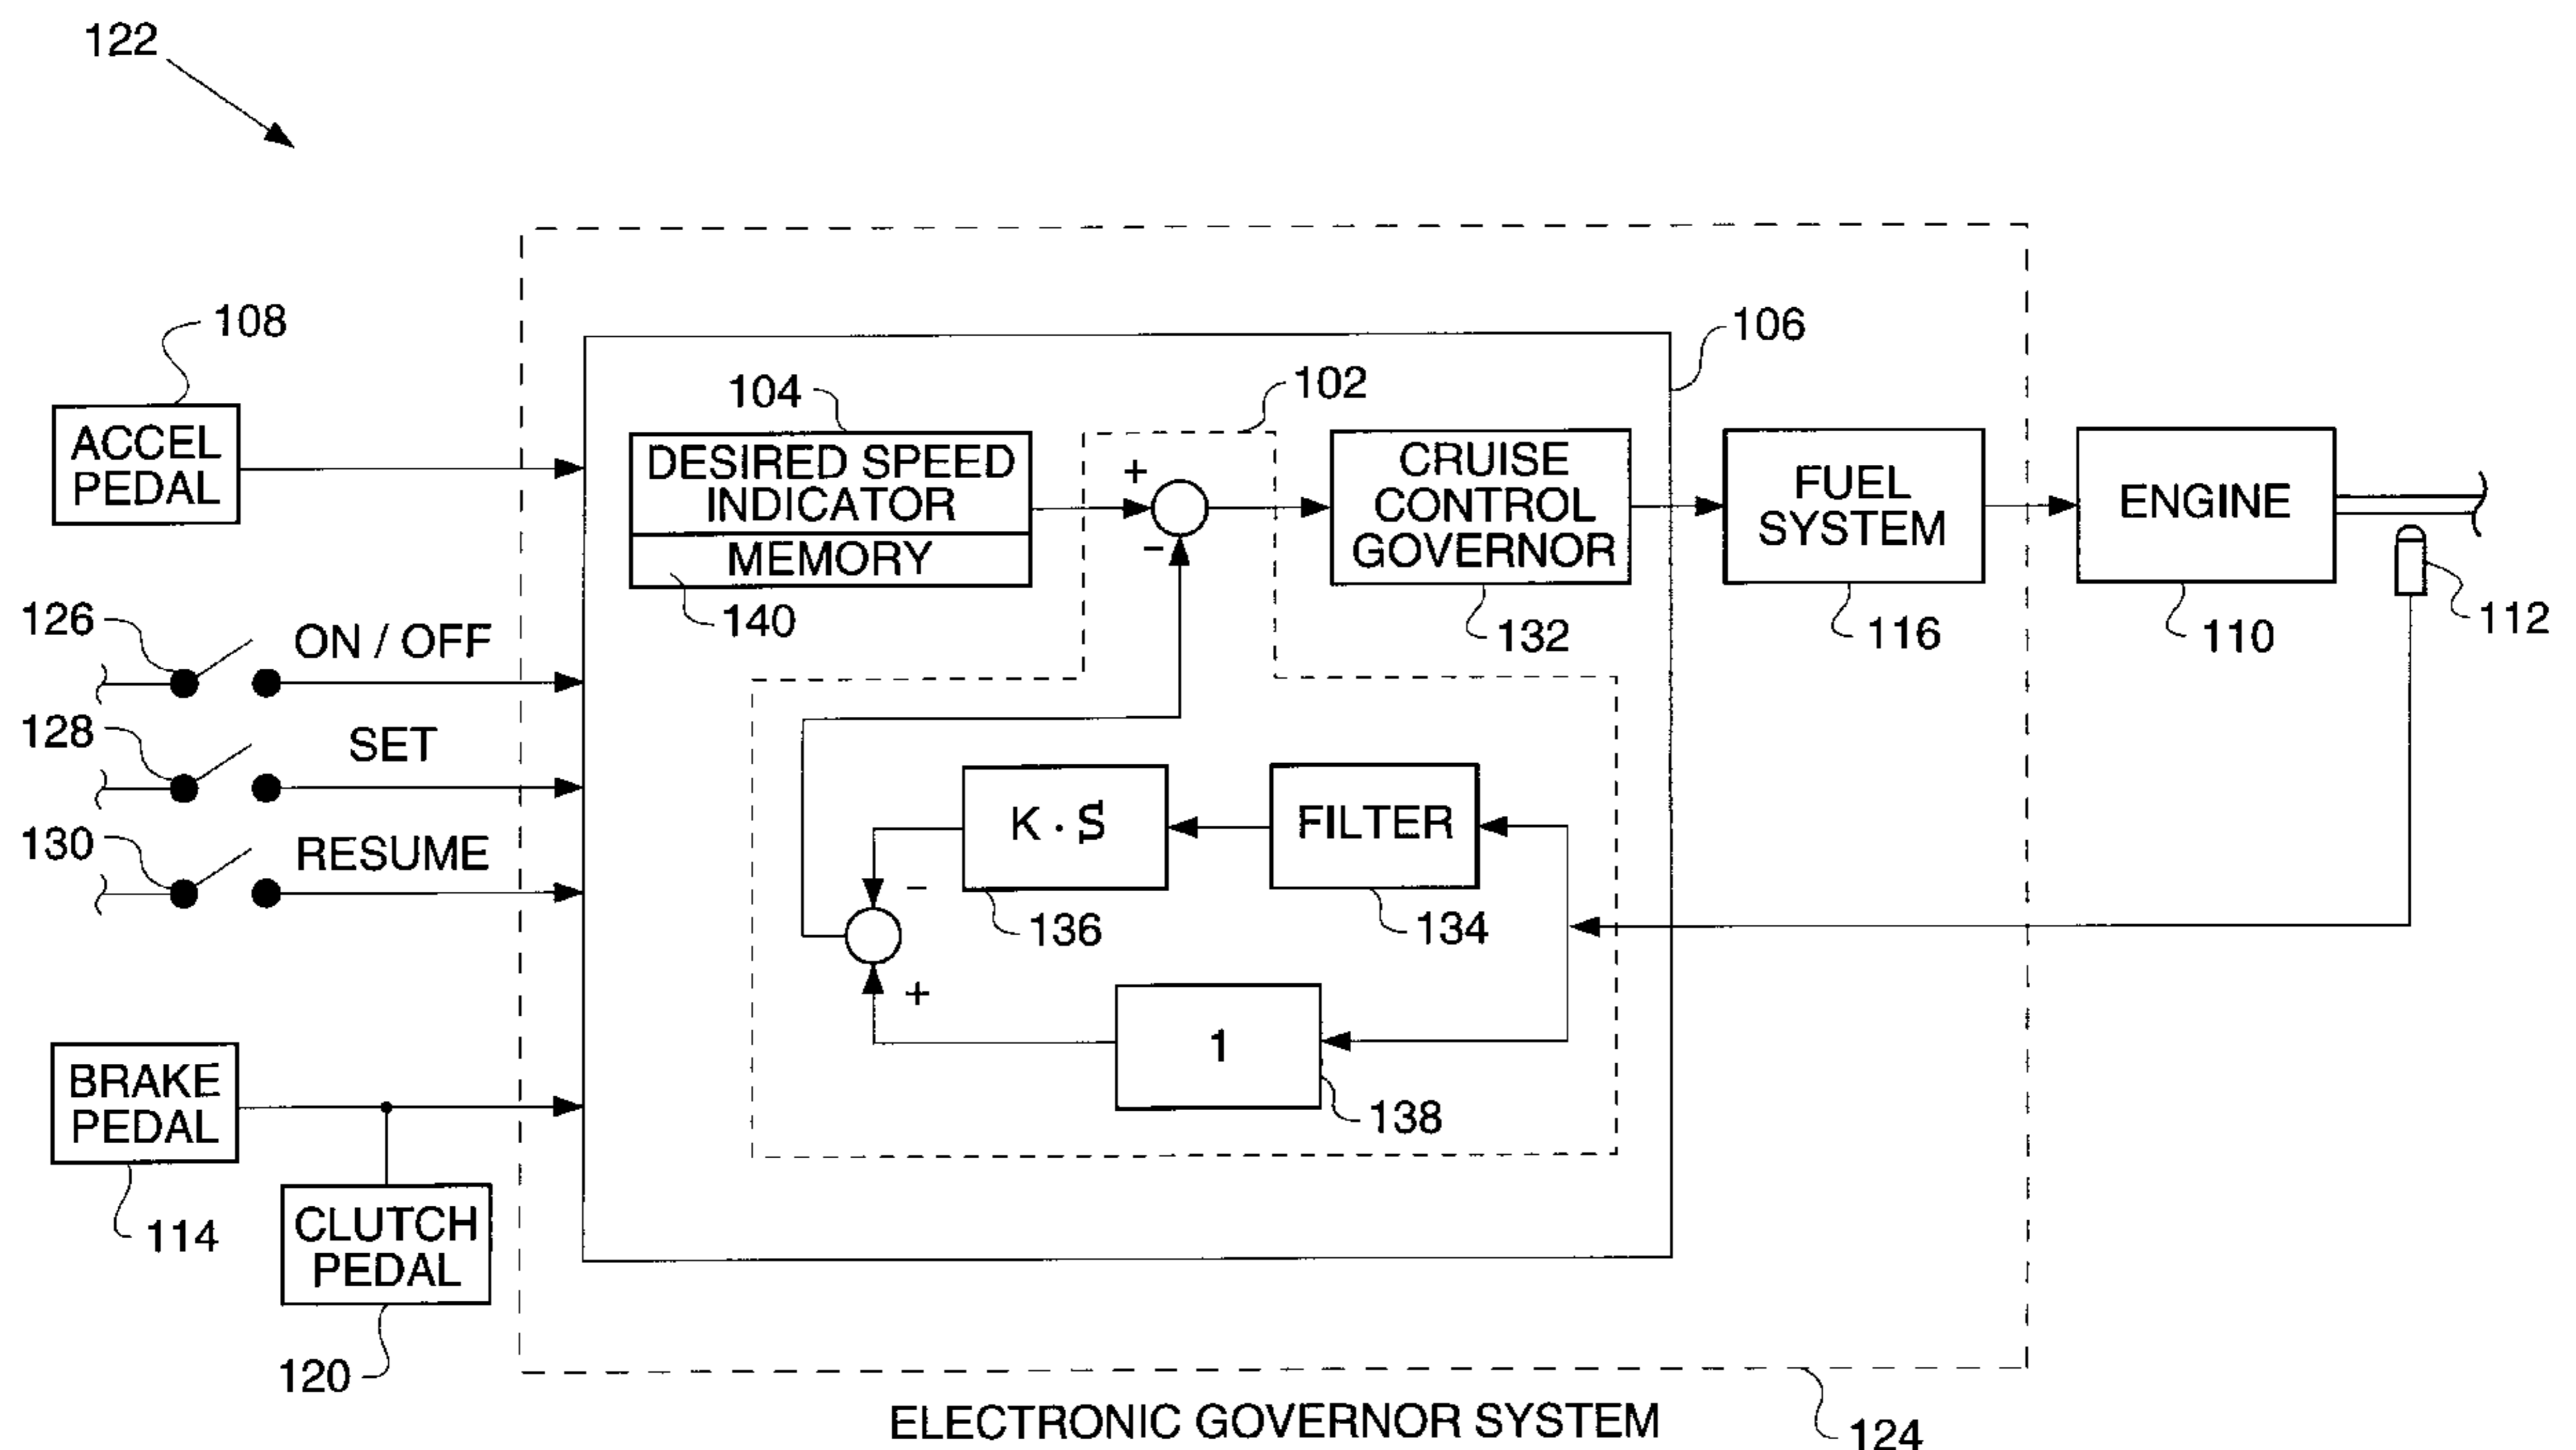 122
108
106
104
102
ACCEL
PEDAL
DESIRED SPEED
INDICATOR
MEMORY
+
−
CRUISE
CONTROL
GOVERNOR
FUEL
SYSTEM
ENGINE
140
132
116
110
112
126
ON / OFF
128
SET
130
RESUME
K · S
FILTER
−
136
134
+
1
138
BRAKE
PEDAL
114
CLUTCH
PEDAL
120
ELECTRONIC GOVERNOR SYSTEM
124